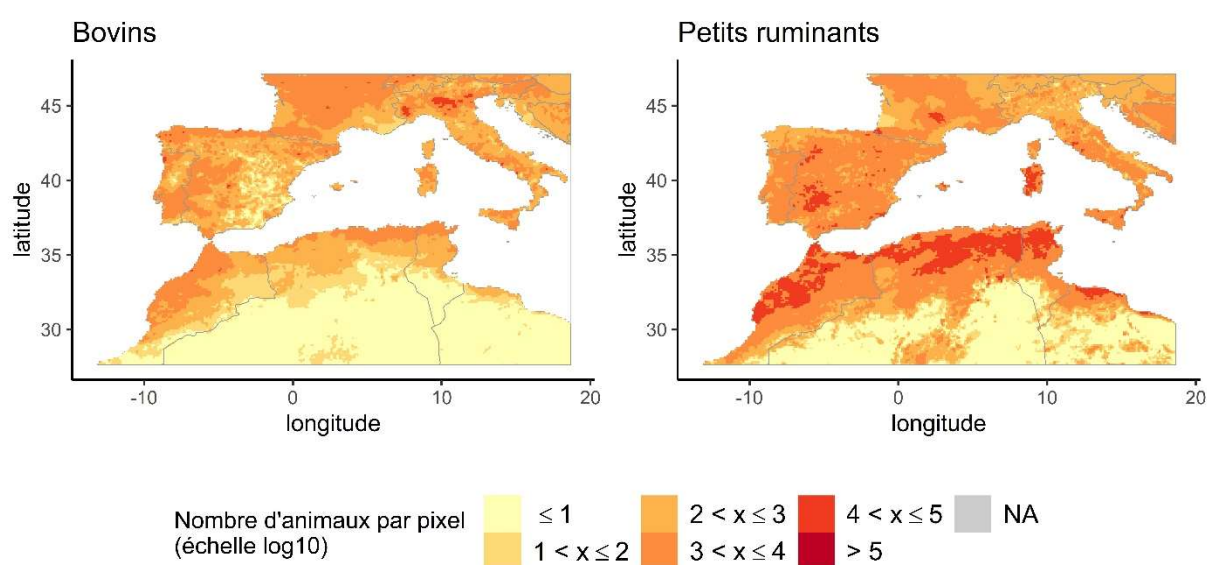 Bovins
Petits ruminants
latitude
45
40
35
30
-10
0
10
20
longitude
latitude
45
40
35
30
-10
0
10
20
longitude
Nombre d'animaux par pixel
(échelle log10)
≤ 1
1 < x ≤ 2
2 < x ≤ 3
3 < x ≤ 4
4 < x ≤ 5
> 5
NA